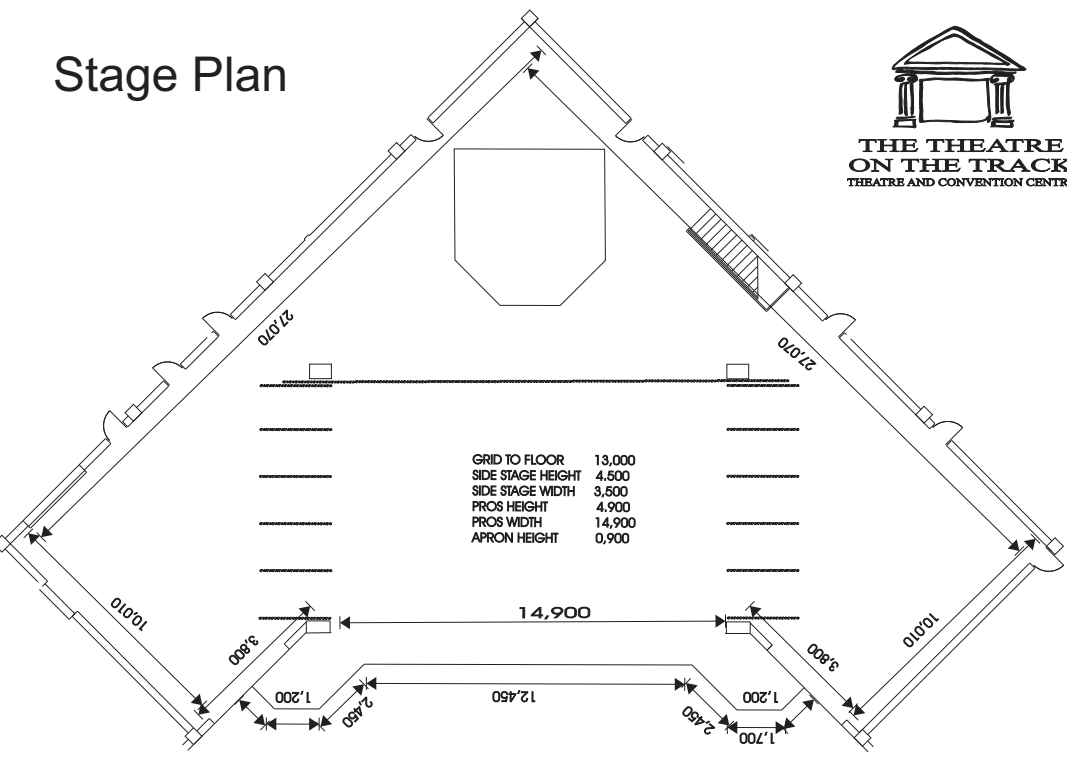 Stage Plan
THE THEATRE
ON THE TRACK
THEATRE AND CONVENTION CENTR
27,070
27,070
GRID TO FLOOR 13,000
SIDE STAGE HEIGHT 4.500
SIDE STAGE WIDTH 3,500
PROS HEIGHT 4.900
PROS WIDTH 14,900
APRON HEIGHT 0,900
14,900
10,010
3,800
3,800
10,010
1,200
12,450
1,200
2,450
2,450
1,700